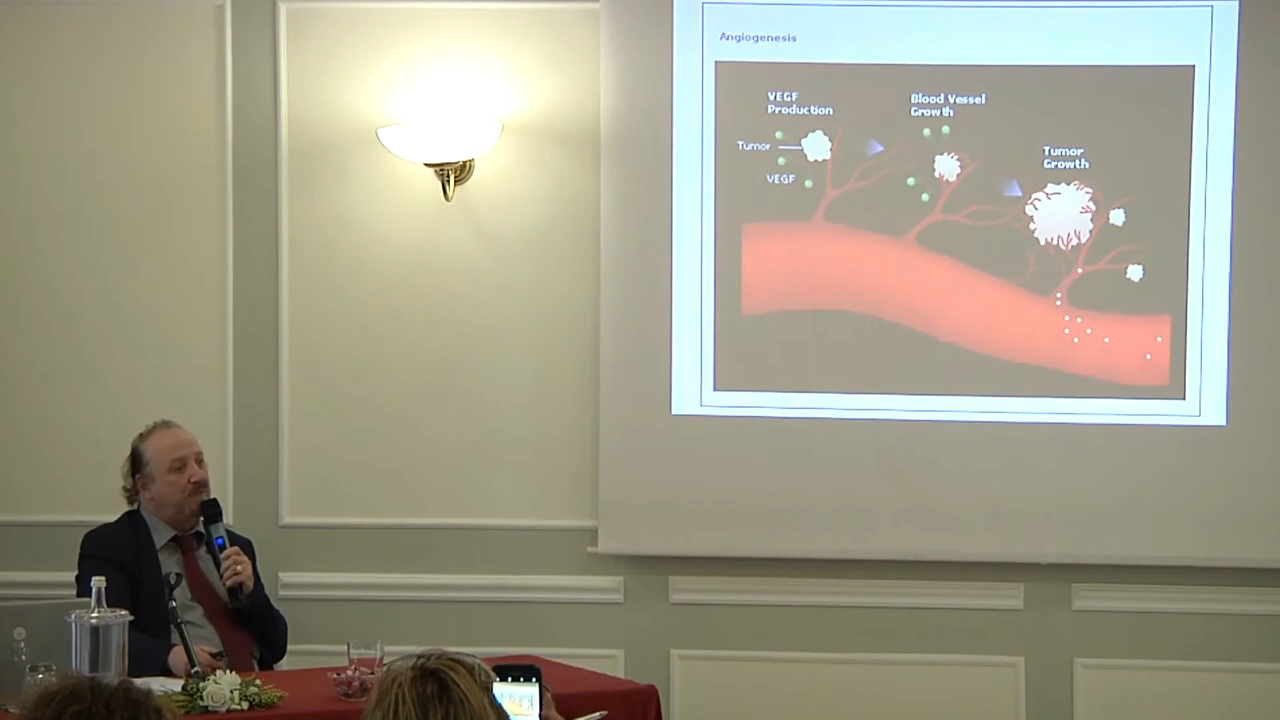 Angiogenesis
VEGF
Production
Blood Vessel
Growth
Tumor
Growth
Tumor
VEGF